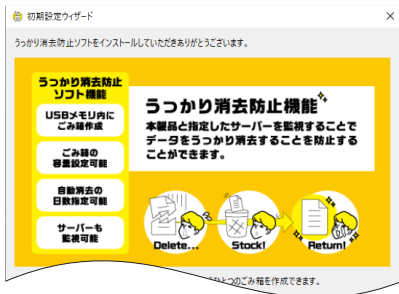 初期設定ウィザード
うっかり消去防止ソフトをインストールしていただきありがとうございます。
うっかり消去防止
ソフト機能
USBメモリ内に
ごみ箱作成
ごみ箱の
容量設定可能
自動消去の
日数指定可能
サーバーも
監視可能
うっかり消去防止機能
本製品と指定したサーバーを監視することで
データをうっかり消去することを防止する
ことができます。
Delete...
Stock!
Return!
ひとつのごみ箱を作成できます。